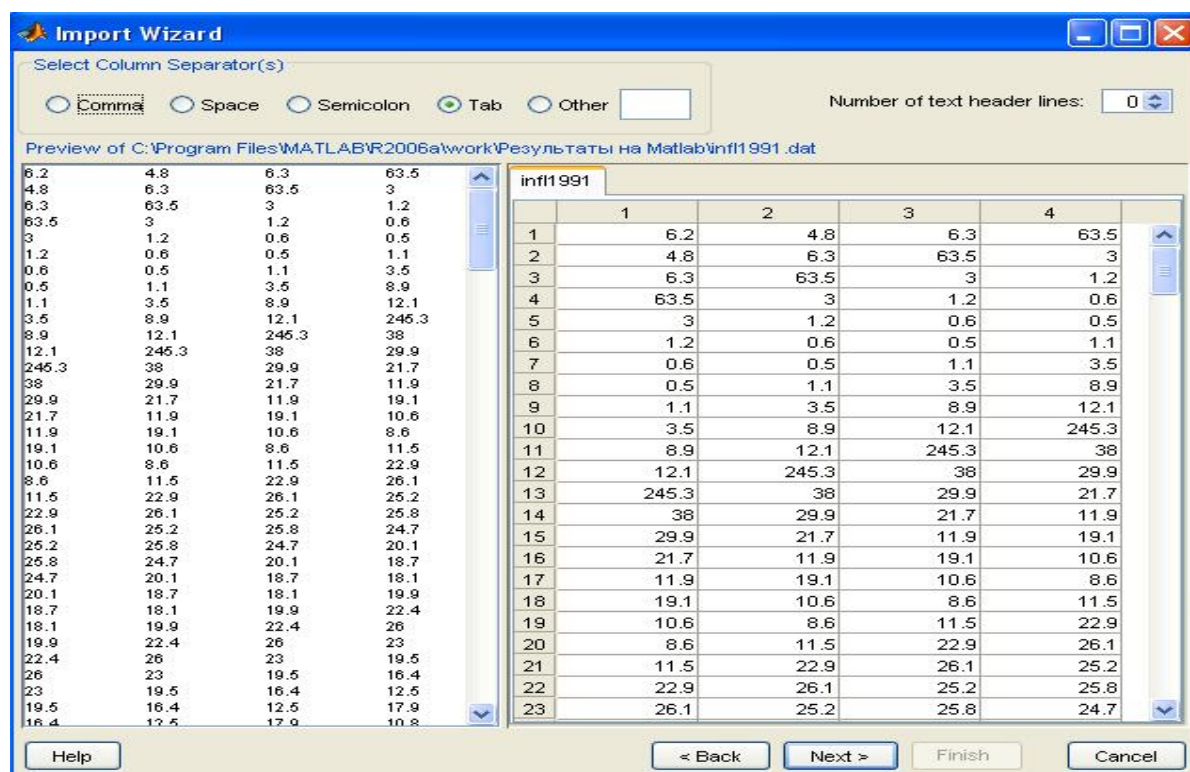 Import Wizard
Select Column Separator(s)
Comma Space Semicolon Tab Other
Number of text header lines: 0
Preview of C:\Program Files\MATLAB\R2006a\work\Результаты на Matlab\infl1991.dat
6.2 4.8 6.3 63.5
4.8 6.3 63.5 3
6.3 63.5 3 1.2
63.5 3 1.2 0.6
3 1.2 0.6 0.5
1.2 0.6 0.5 1.1
0.6 0.5 1.1 3.5
0.5 1.1 3.5 8.9
1.1 3.5 8.9 12.1
3.5 8.9 12.1 245.3
8.9 12.1 245.3 38
12.1 245.3 38 29.9
245.3 38 29.9 21.7
38 29.9 21.7 11.9
29.9 21.7 11.9 19.1
21.7 11.9 19.1 10.6
11.9 19.1 10.6 8.6
19.1 10.6 8.6 11.5
10.6 8.6 11.5 22.9
8.6 11.5 22.9 26.1
11.5 22.9 26.1 25.2
22.9 26.1 25.2 25.8
26.1 25.2 25.8 24.7
25.2 25.8 24.7 20.1
25.8 24.7 20.1 18.7
24.7 20.1 18.7 18.1
20.1 18.7 18.1 19.9
18.7 18.1 19.9 22.4
18.1 19.9 22.4 26
19.9 22.4 26 23
22.4 26 23 19.5
26 23 19.5 16.4
23 19.5 16.4 12.5
19.5 16.4 12.5 17.9
16.4 12.5 17.9 10.8
infl1991
1 2 3 4
1 6.2 4.8 6.3 63.5
2 4.8 6.3 63.5 3
3 6.3 63.5 3 1.2
4 63.5 3 1.2 0.6
5 3 1.2 0.6 0.5
6 1.2 0.6 0.5 1.1
7 0.6 0.5 1.1 3.5
8 0.5 1.1 3.5 8.9
9 1.1 3.5 8.9 12.1
10 3.5 8.9 12.1 245.3
11 8.9 12.1 245.3 38
12 12.1 245.3 38 29.9
13 245.3 38 29.9 21.7
14 38 29.9 21.7 11.9
15 29.9 21.7 11.9 19.1
16 21.7 11.9 19.1 10.6
17 11.9 19.1 10.6 8.6
18 19.1 10.6 8.6 11.5
19 10.6 8.6 11.5 22.9
20 8.6 11.5 22.9 26.1
21 11.5 22.9 26.1 25.2
22 22.9 26.1 25.2 25.8
23 26.1 25.2 25.8 24.7
Help < Back Next > Finish Cancel